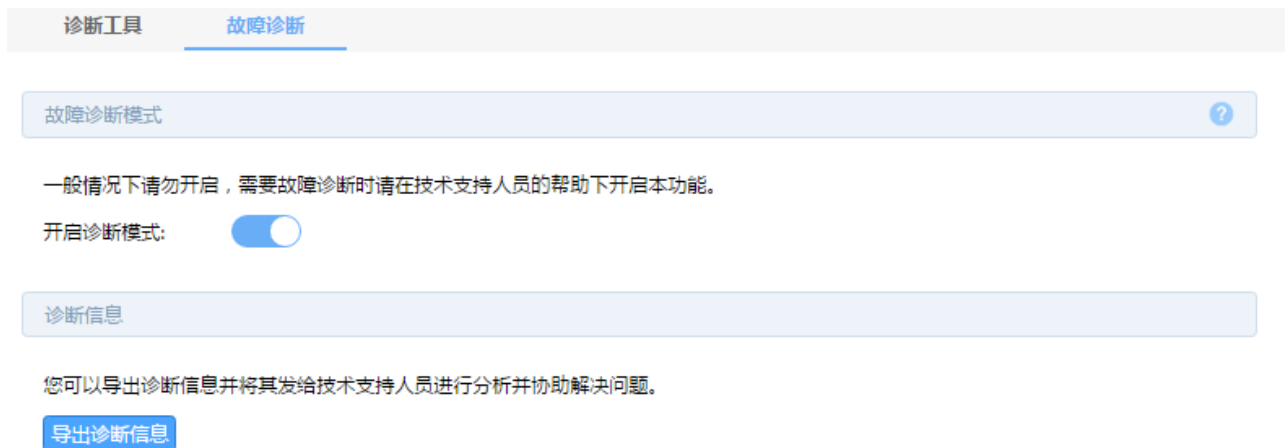 诊断工具 故障诊断
故障诊断模式 ?
一般情况下请勿开启，需要故障诊断时请在技术支持人员的帮助下开启本功能。
开启诊断模式:
诊断信息
您可以导出诊断信息并将其发给技术支持人员进行分析并协助解决问题。
导出诊断信息